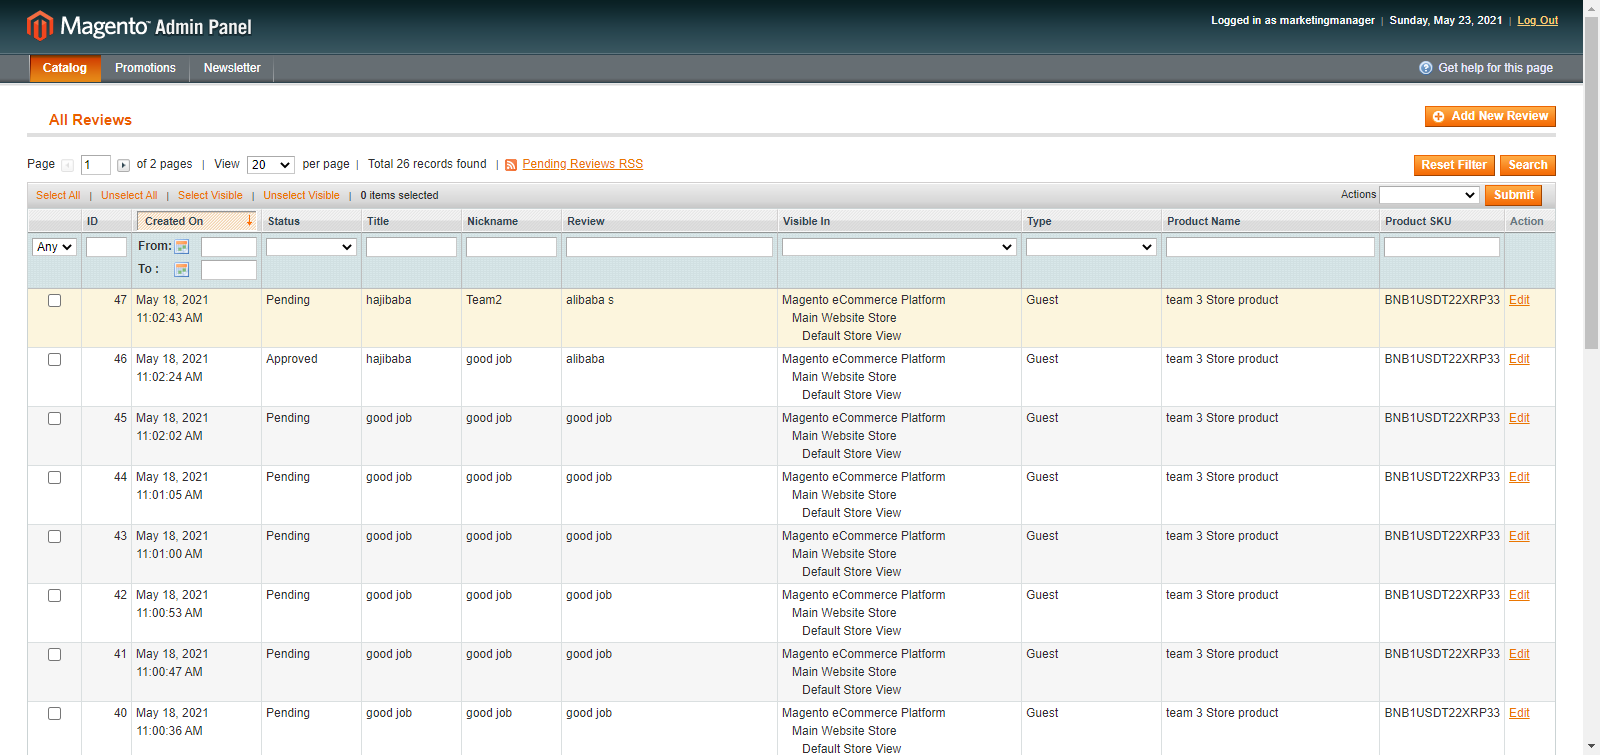 Magento™ Admin Panel
Logged in as marketingmanager | Sunday, May 23, 2021 | Log Out
Catalog Promotions Newsletter Get help for this page
All Reviews Add New Review
Page 1 of 2 pages | View 20 per page | Total 26 records found | Pending Reviews RSS Reset Filter Search
Select All | Unselect All | Select Visible | Unselect Visible | 0 items selected Actions Submit
ID Created On Status Title Nickname Review Visible In Type Product Name Product SKU Action
Any From:
To :
47 May 18, 2021 Pending hajibaba Team2 alibaba s Magento eCommerce Platform Guest team 3 Store product BNB1USDT22XRP33 Edit
11:02:43 AM Main Website Store
Default Store View
46 May 18, 2021 Approved hajibaba good job alibaba Magento eCommerce Platform Guest team 3 Store product BNB1USDT22XRP33 Edit
11:02:24 AM Main Website Store
Default Store View
45 May 18, 2021 Pending good job good job good job Magento eCommerce Platform Guest team 3 Store product BNB1USDT22XRP33 Edit
11:02:02 AM Main Website Store
Default Store View
44 May 18, 2021 Pending good job good job good job Magento eCommerce Platform Guest team 3 Store product BNB1USDT22XRP33 Edit
11:01:05 AM Main Website Store
Default Store View
43 May 18, 2021 Pending good job good job good job Magento eCommerce Platform Guest team 3 Store product BNB1USDT22XRP33 Edit
11:01:00 AM Main Website Store
Default Store View
42 May 18, 2021 Pending good job good job good job Magento eCommerce Platform Guest team 3 Store product BNB1USDT22XRP33 Edit
11:00:53 AM Main Website Store
Default Store View
41 May 18, 2021 Pending good job good job good job Magento eCommerce Platform Guest team 3 Store product BNB1USDT22XRP33 Edit
11:00:47 AM Main Website Store
Default Store View
40 May 18, 2021 Pending good job good job good job Magento eCommerce Platform Guest team 3 Store product BNB1USDT22XRP33 Edit
11:00:36 AM Main Website Store
Default Store View